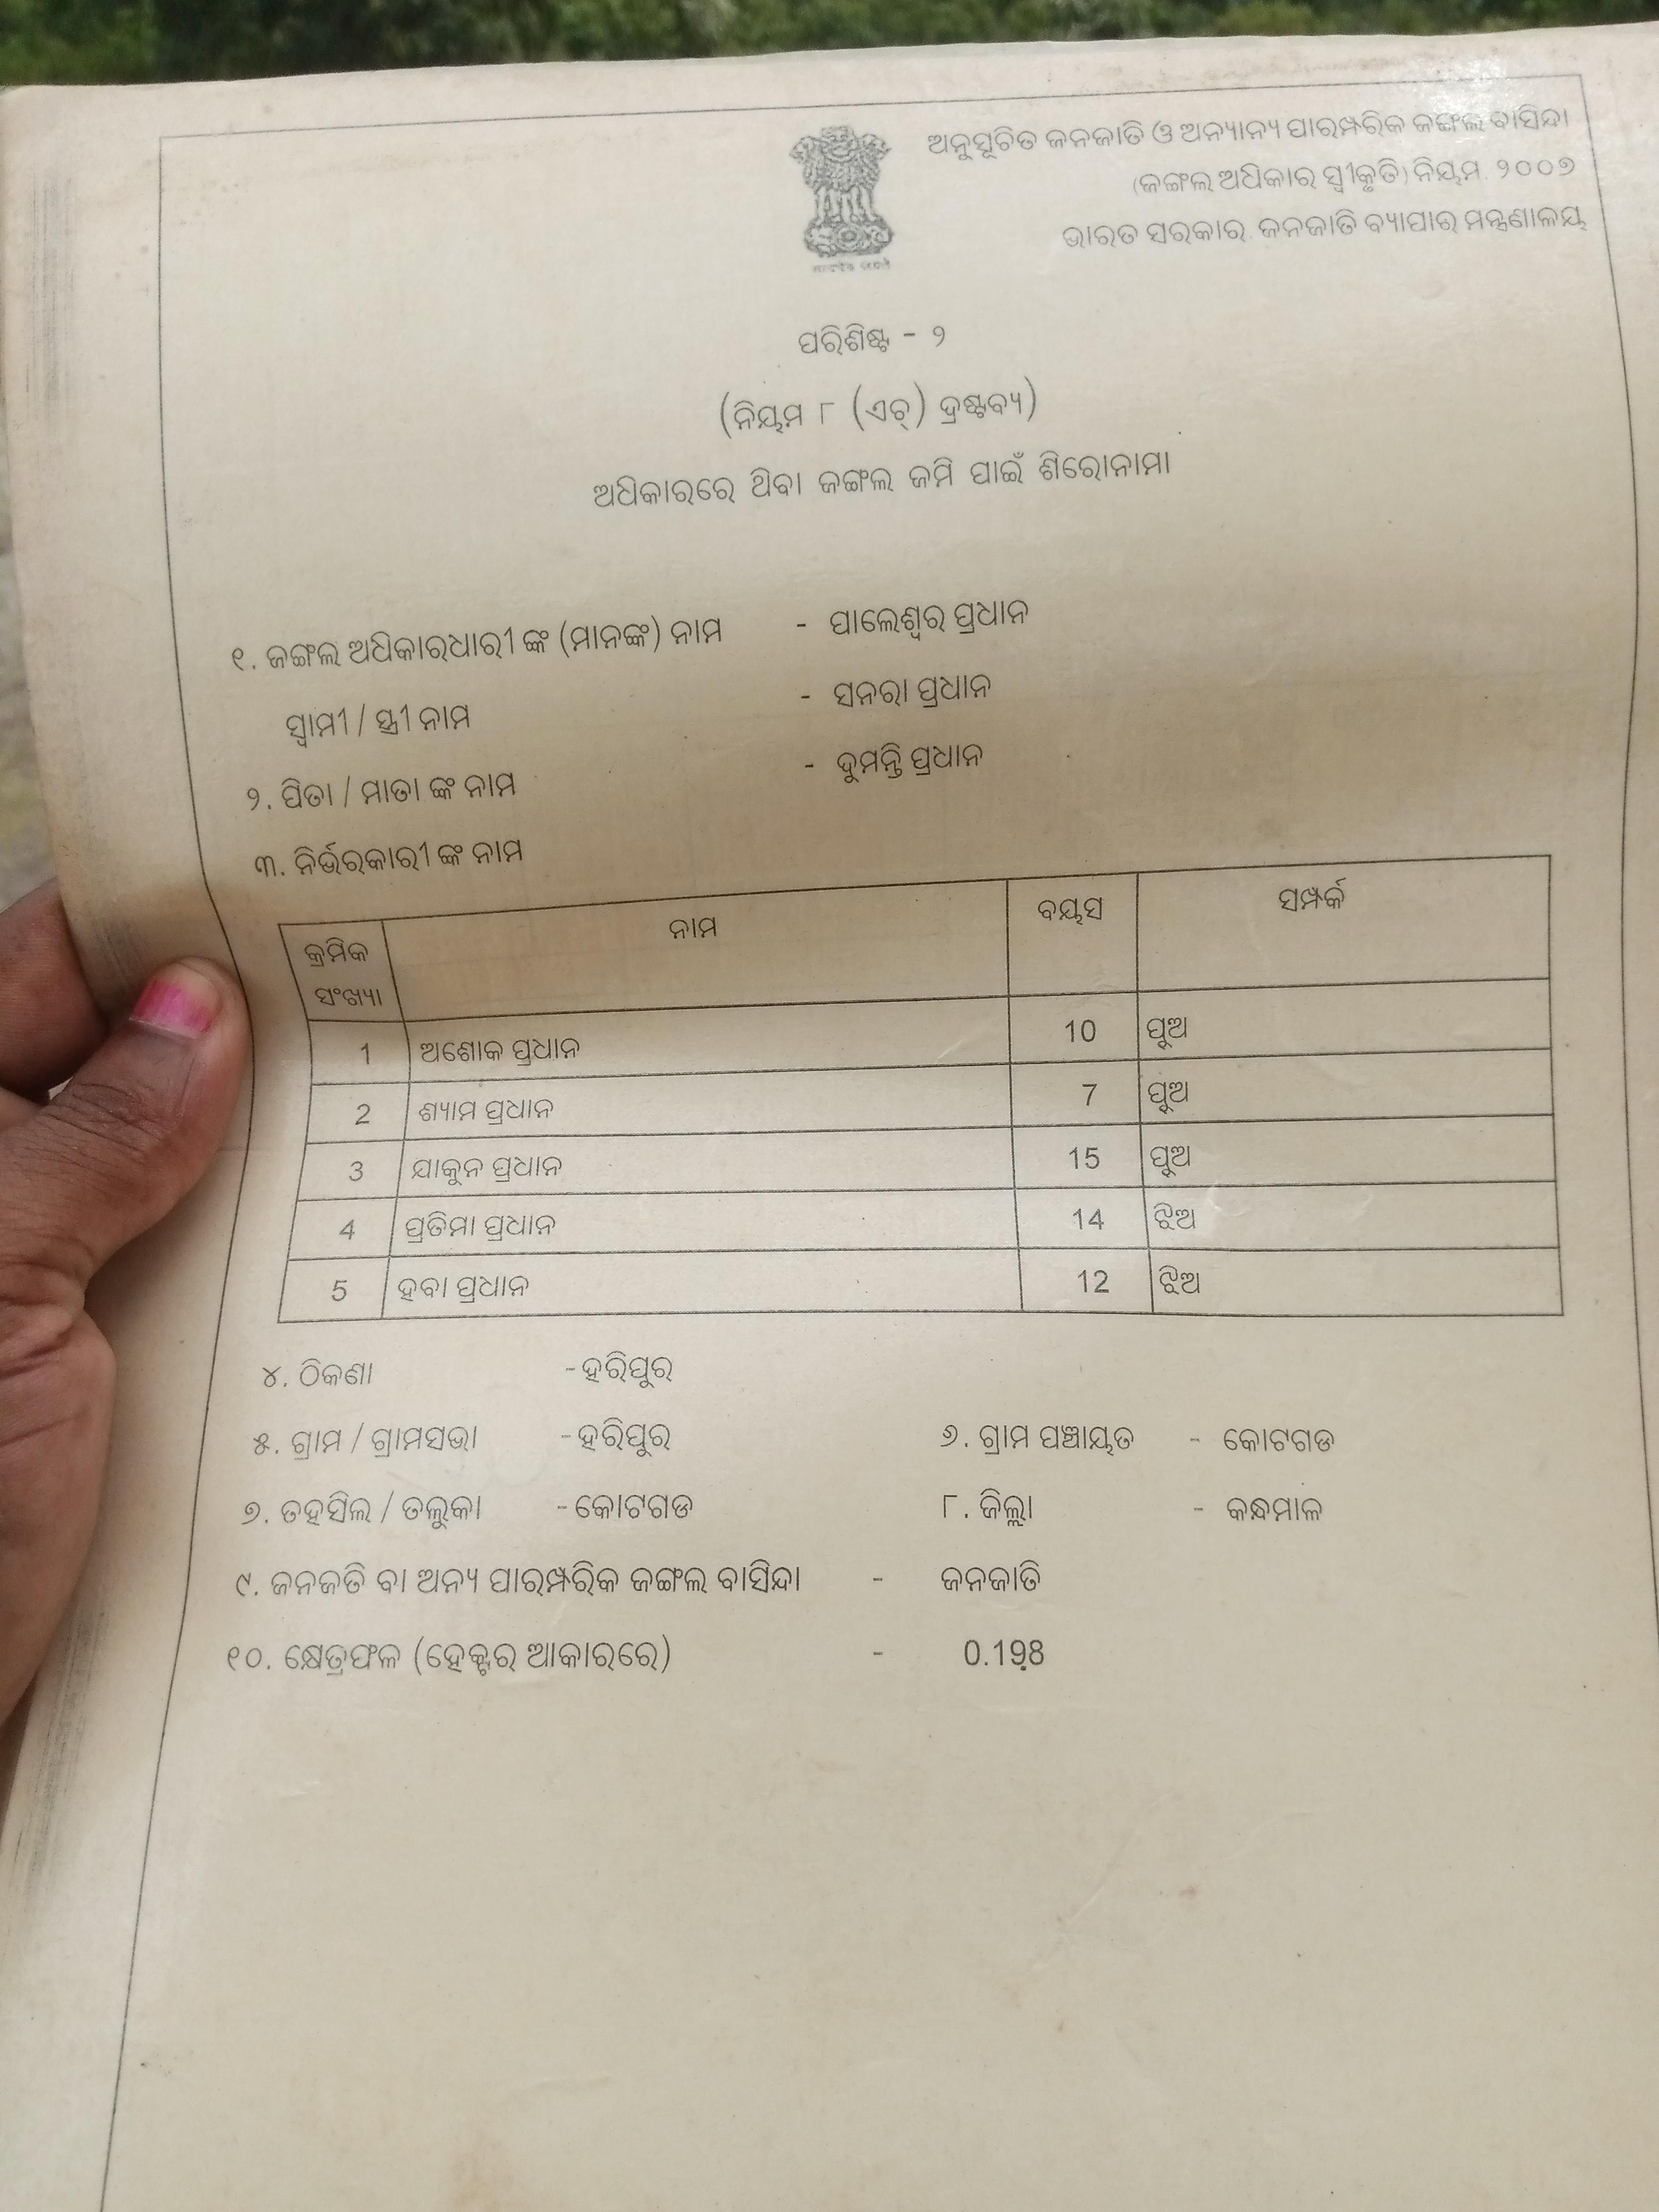 ଅନୁସୂଚିତ ଜନଜାତି ଓ ଅନ୍ୟାନ୍ୟ ପାରମ୍ପରିକ ଜଙ୍ଗଲ ବାସିନ୍ଦା
(ଜଙ୍ଗଲ ଅଧିକାର ସ୍ୱୀକୃତି) ନିୟମ, ୨୦୦୭
ଭାରତ ସରକାର, ଜନଜାତି ବ୍ୟାପାର ମନ୍ତ୍ରଣାଳୟ
ପରିଶିଷ୍ଟ - ୨
(ନିୟମ ୮ (ଏଚ୍) ଦ୍ରଷ୍ଟବ୍ୟ)
ଅଧିକାରରେ ଥିବା ଜଙ୍ଗଲ ଜମି ପାଇଁ ଶିରୋନାମା
୧. ଜଙ୍ଗଲ ଅଧିକାରଧାରୀ ଙ୍କ (ମାନଙ୍କ) ନାମ - ପାଲେଶ୍ୱର ପ୍ରଧାନ
ସ୍ୱାମୀ / ସ୍ତ୍ରୀ ନାମ - ସନରା ପ୍ରଧାନ
୨. ପିତା / ମାତା ଙ୍କ ନାମ - ଦୁମନ୍ତି ପ୍ରଧାନ
୩. ନିର୍ଭରକାରୀ ଙ୍କ ନାମ
କ୍ରମିକ ସଂଖ୍ୟା ନାମ ବୟସ ସମ୍ପର୍କ
1 ଅଶୋକ ପ୍ରଧାନ 10 ପୁଅ
2 ଶ୍ୟାମ ପ୍ରଧାନ 7 ପୁଅ
3 ଯାକୁନ ପ୍ରଧାନ 15 ପୁଅ
4 ପ୍ରତିମା ପ୍ରଧାନ 14 ଝିଅ
5 ହବା ପ୍ରଧାନ 12 ଝିଅ
୪. ଠିକଣା - ହରିପୁର
୫. ଗ୍ରାମ / ଗ୍ରାମସଭା - ହରିପୁର ୬. ଗ୍ରାମ ପଞ୍ଚାୟତ - କୋଟଗଡ
୭. ତହସିଲ / ତଲୁକା - କୋଟଗଡ ୮. ଜିଲ୍ଲା - କନ୍ଧମାଳ
୯. ଜନଜତି ବା ଅନ୍ୟ ପାରମ୍ପରିକ ଜଙ୍ଗଲ ବାସିନ୍ଦା - ଜନଜାତି
୧୦. କ୍ଷେତ୍ରଫଳ (ହେକ୍ଟର ଆକାରରେ) - 0.198